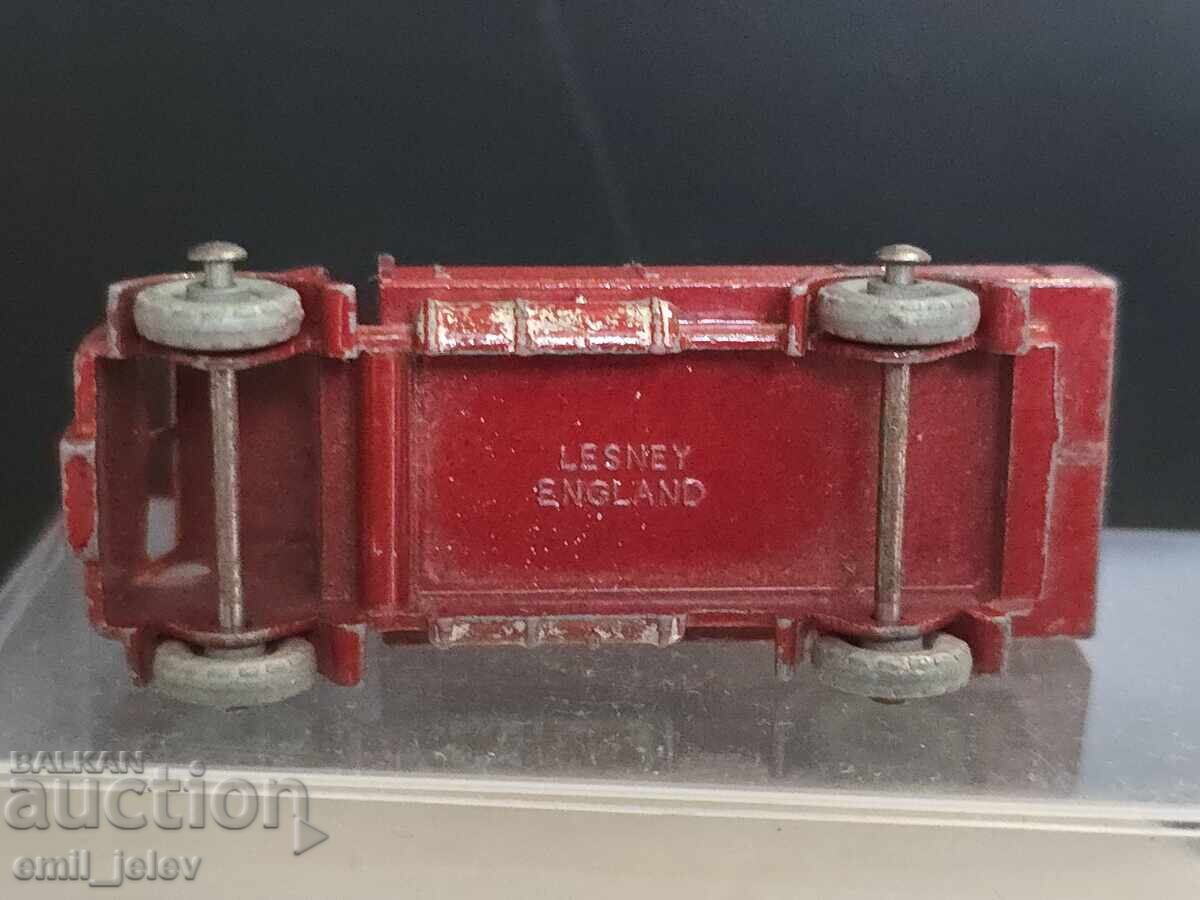 LESNEY
ENGLAND
BALKAN
auction
emil_jelev